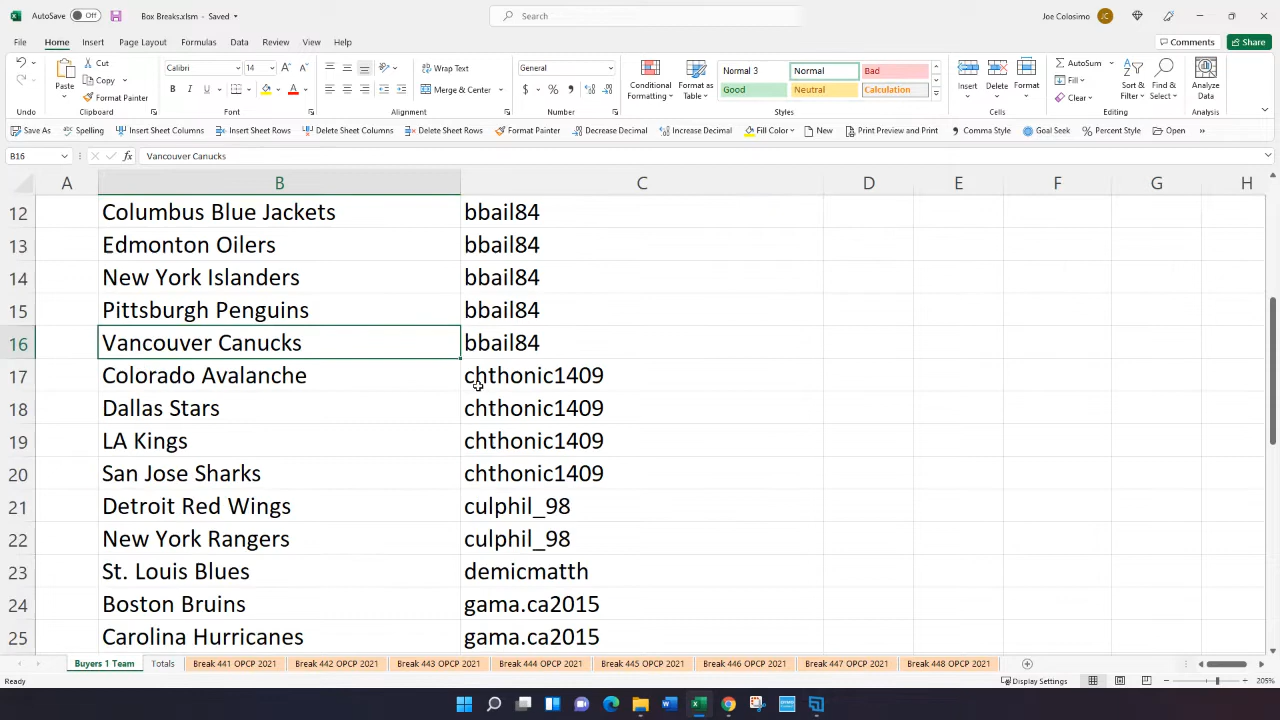 AutoSave Off Box Breaks.xlsm - Saved Search Joe Colosimo JC
File Home Insert Page Layout Formulas Data Review View Help Comments Share
Cut Calibri 14 Wrap Text General Normal 3 Normal Bad AutoSum
Paste Copy Conditional Formatting Format as Table Insert Delete Format Fill Sort & Filter Find & Select Analyze Data
Format Painter B I U Merge & Center $ % Good Neutral Calculation Clear
Undo Clipboard Font Alignment Number Styles Cells Editing Analysis
Save As Spelling Insert Sheet Columns Insert Sheet Rows Delete Sheet Columns Delete Sheet Rows Format Painter Decrease Decimal Increase Decimal Fill Color New Print Preview and Print Comma Style Goal Seek Percent Style Open
B16 fx Vancouver Canucks
A B C D E F G H
12 Columbus Blue Jackets bbail84
13 Edmonton Oilers bbail84
14 New York Islanders bbail84
15 Pittsburgh Penguins bbail84
16 Vancouver Canucks bbail84
17 Colorado Avalanche chthonic1409
18 Dallas Stars chthonic1409
19 LA Kings chthonic1409
20 San Jose Sharks chthonic1409
21 Detroit Red Wings culphil_98
22 New York Rangers culphil_98
23 St. Louis Blues demicmatth
24 Boston Bruins gama.ca2015
25 Carolina Hurricanes gama.ca2015
Buyers 1 Team Totals Break 441 OPCP 2021 Break 442 OPCP 2021 Break 443 OPCP 2021 Break 444 OPCP 2021 Break 445 OPCP 2021 Break 446 OPCP 2021 Break 447 OPCP 2021 Break 448 OPCP 2021
Ready Display Settings 205%